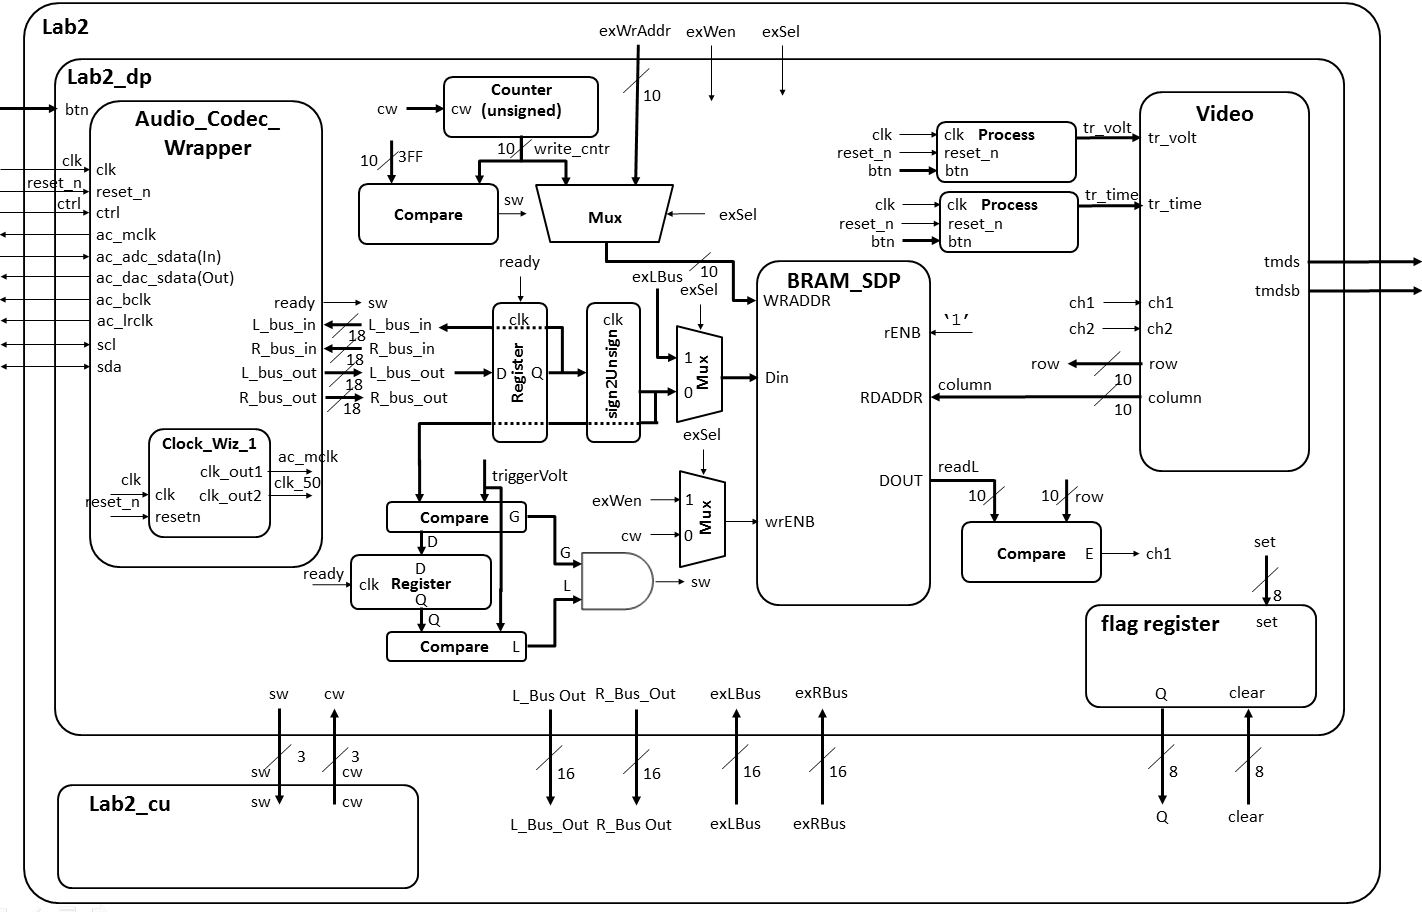 Lab2
exWrAddr
exWen
exSel
Lab2_dp
btn
10
Counter
(unsigned)
cw
cw
10
write_cntr
10
3FF
Compare
sw
Mux
exSel
Audio_Codec_
Wrapper
clk
clk
reset_n
reset_n
ctrl
ctrl
ac_mclk
ac_adc_sdata(In)
ac_dac_sdata(Out)
ac_bclk
ac_lrclk
scl
sda
ready
sw
L_bus_in
18
L_bus_in
R_bus_in
18
R_bus_in
L_bus_out
18
L_bus_out
R_bus_out
18
R_bus_out
Clock_Wiz_1
clk_out1
ac_mclk
clk_out2
clk_50
clk
clk
reset_n
resetn
ready
clk
D
Register
Q
clk
sign2Unsign
exLBus
exSel
10
1
0
Mux
exSel
exWen
cw
1
0
Mux
triggerVolt
Compare
G
D
ready
clk
D
Register
Q
Q
Compare
L
G
L
sw
BRAM_SDP
WRADDR
rENB
‘1’
Din
RDADDR
column
DOUT
readL
wrENB
10
10
row
Compare
E
ch1
clk
clk
Process
reset_n
reset_n
btn
btn
tr_volt
clk
clk
Process
reset_n
reset_n
btn
btn
tr_time
Video
tr_volt
tr_time
tmds
tmdsb
ch1
ch1
ch2
ch2
row
10
row
10
column
set
8
set
flag register
Q
clear
8
8
Q
clear
sw
cw
3
3
sw
cw
sw
cw
Lab2_cu
L_Bus Out
R_Bus_Out
exLBus
exRBus
16
16
16
16
L_Bus_Out
R_Bus Out
exLBus
exRBus